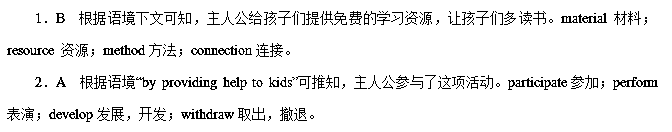 1．B　根据语境下文可知，主人公给孩子们提供免费的学习资源，让孩子们多读书。material 材料；
resource 资源；method 方法；connection 连接。
2．A　根据语境“by providing help to kids”可推知，主人公参与了这项活动。participate 参加；perform
表演；develop 发展，开发；withdraw 取出，撤退。